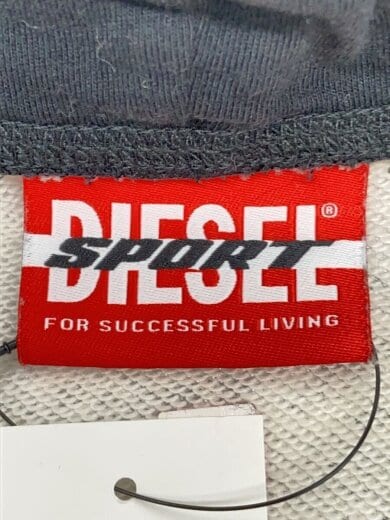 DIESEL®
SPORT
FOR SUCCESSFUL LIVING